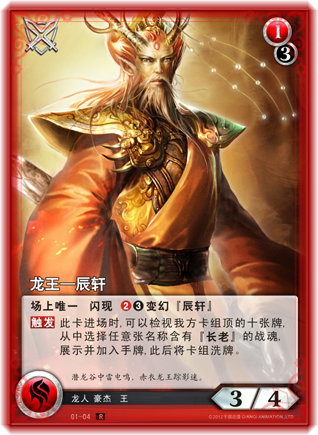 1
3
龙王—辰轩
场上唯一 闪现 2 3 变幻『辰轩』
触发 此卡进场时,可以检视我方卡组顶的十张牌,
从中选择任意张名称含有『长老』的战魂,
展示并加入手牌,此后将卡组洗牌。
潜龙谷中雷电鸣,赤衣龙王踪影迷。
龙人 豪杰 王
3 / 4
G1-04 R